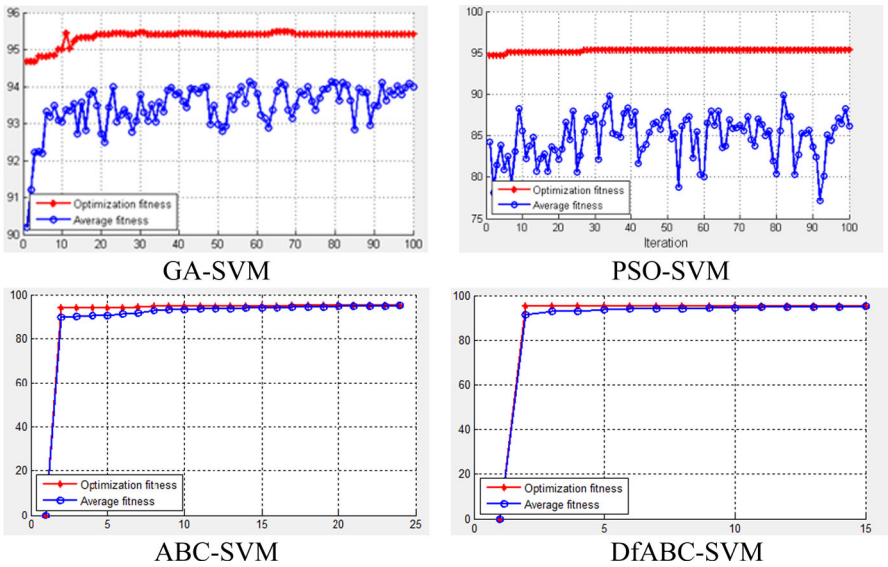 96
95
94
93
92
91
90
Optimization fitness
Average fitness
0 10 20 30 40 50 60 70 80 90 100
GA-SVM
100
95
90
85
80
75
Optimization fitness
Average fitness
0 10 20 30 40 50 60 70 80 90 100
Iteration
PSO-SVM
100
80
60
40
20
0
Optimization fitness
Average fitness
0 5 10 15 20 25
ABC-SVM
100
80
60
40
20
0
Optimization fitness
Average fitness
0 5 10 15
DfABC-SVM